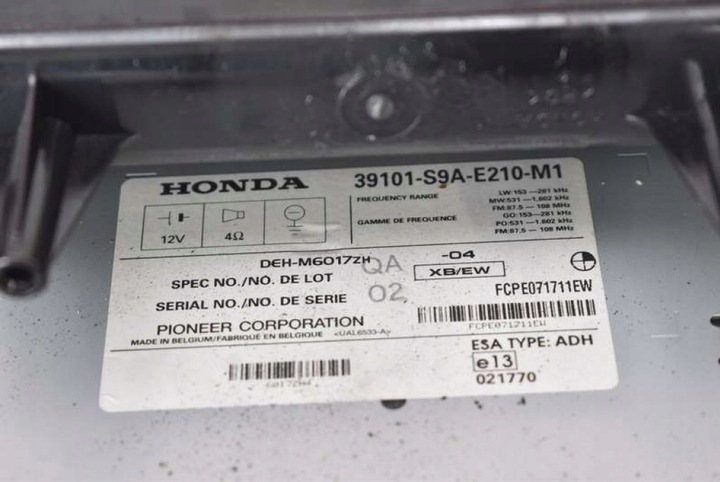 HONDA
39101-S9A-E210-M1
FREQUENCY RANGE
LW:153 — 281 kHz
MW:531 — 1,602 kHz
FM:87.5 — 108 MHz
GAMME DE FREQUENCE
GO:153 — 281 kHz
PO:531 — 1.602 kHz
FM:87,5 — 108 MHz
12V
4Ω
DEH-M6017ZH
QA
-04
SPEC NO./NO. DE LOT
XB/EW
SERIAL NO./NO. DE SERIE
02
FCPE071711EW
PIONEER CORPORATION
FCPE071711EW
MADE IN BELGIUM/FABRIQUÉ EN BELGIQUE
<UAL6533-A>
ESA TYPE: ADH
e13
021770